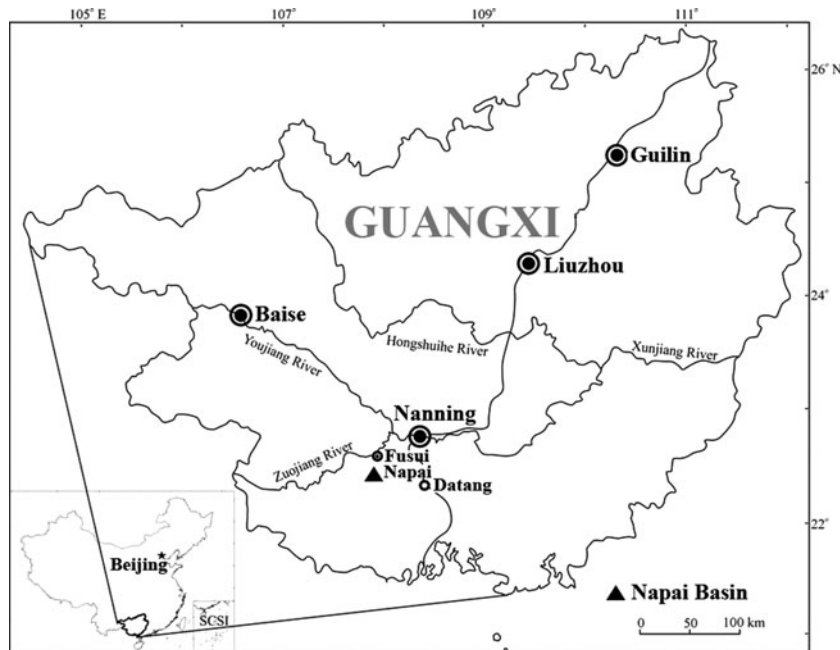 105° E
107°
109°
111°
26° N
Guilin
GUANGXI
Liuzhou
24°
Baise
Youjiang River
Hongshuihe River
Xunjiang River
Nanning
Zuojiang River
Fusui
Napai
Datang
22°
Beijing
SCSI
Napai Basin
0 50 100 km